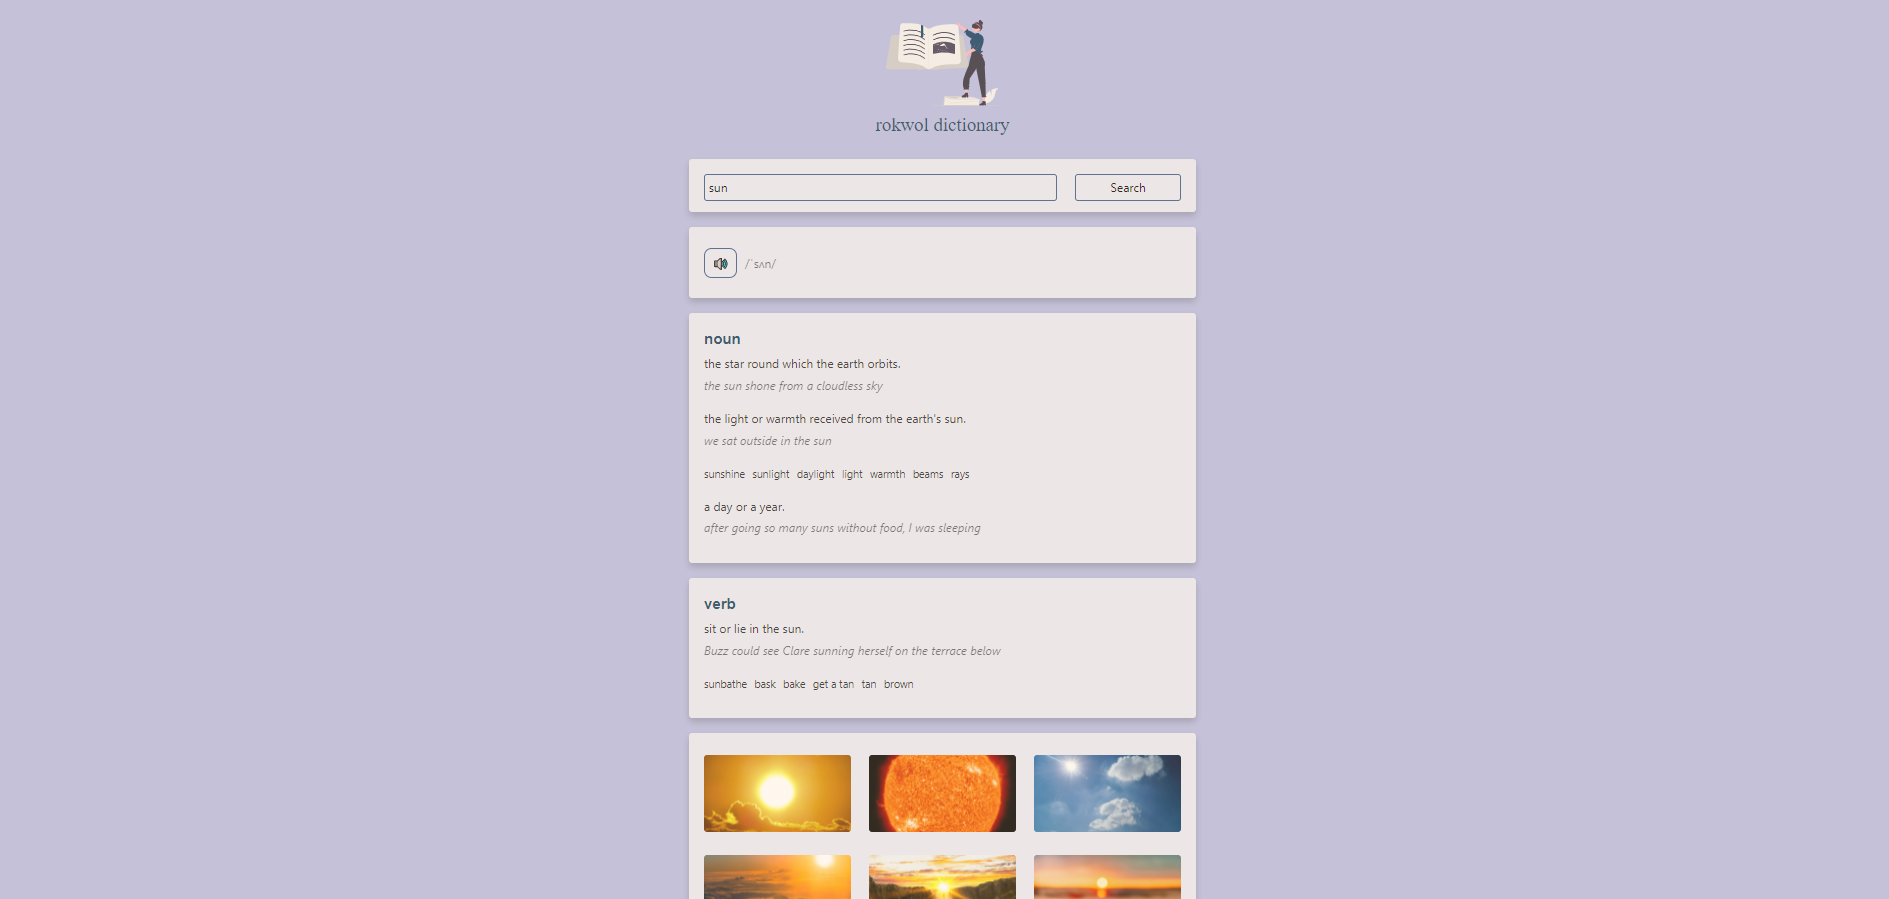 rokwol dictionary
sun
Search
/ˈsʌn/
noun
the star round which the earth orbits.
the sun shone from a cloudless sky
the light or warmth received from the earth's sun.
we sat outside in the sun
sunshine sunlight daylight light warmth beams rays
a day or a year.
after going so many suns without food, I was sleeping
verb
sit or lie in the sun.
Buzz could see Clare sunning herself on the terrace below
sunbathe bask bake get a tan tan brown